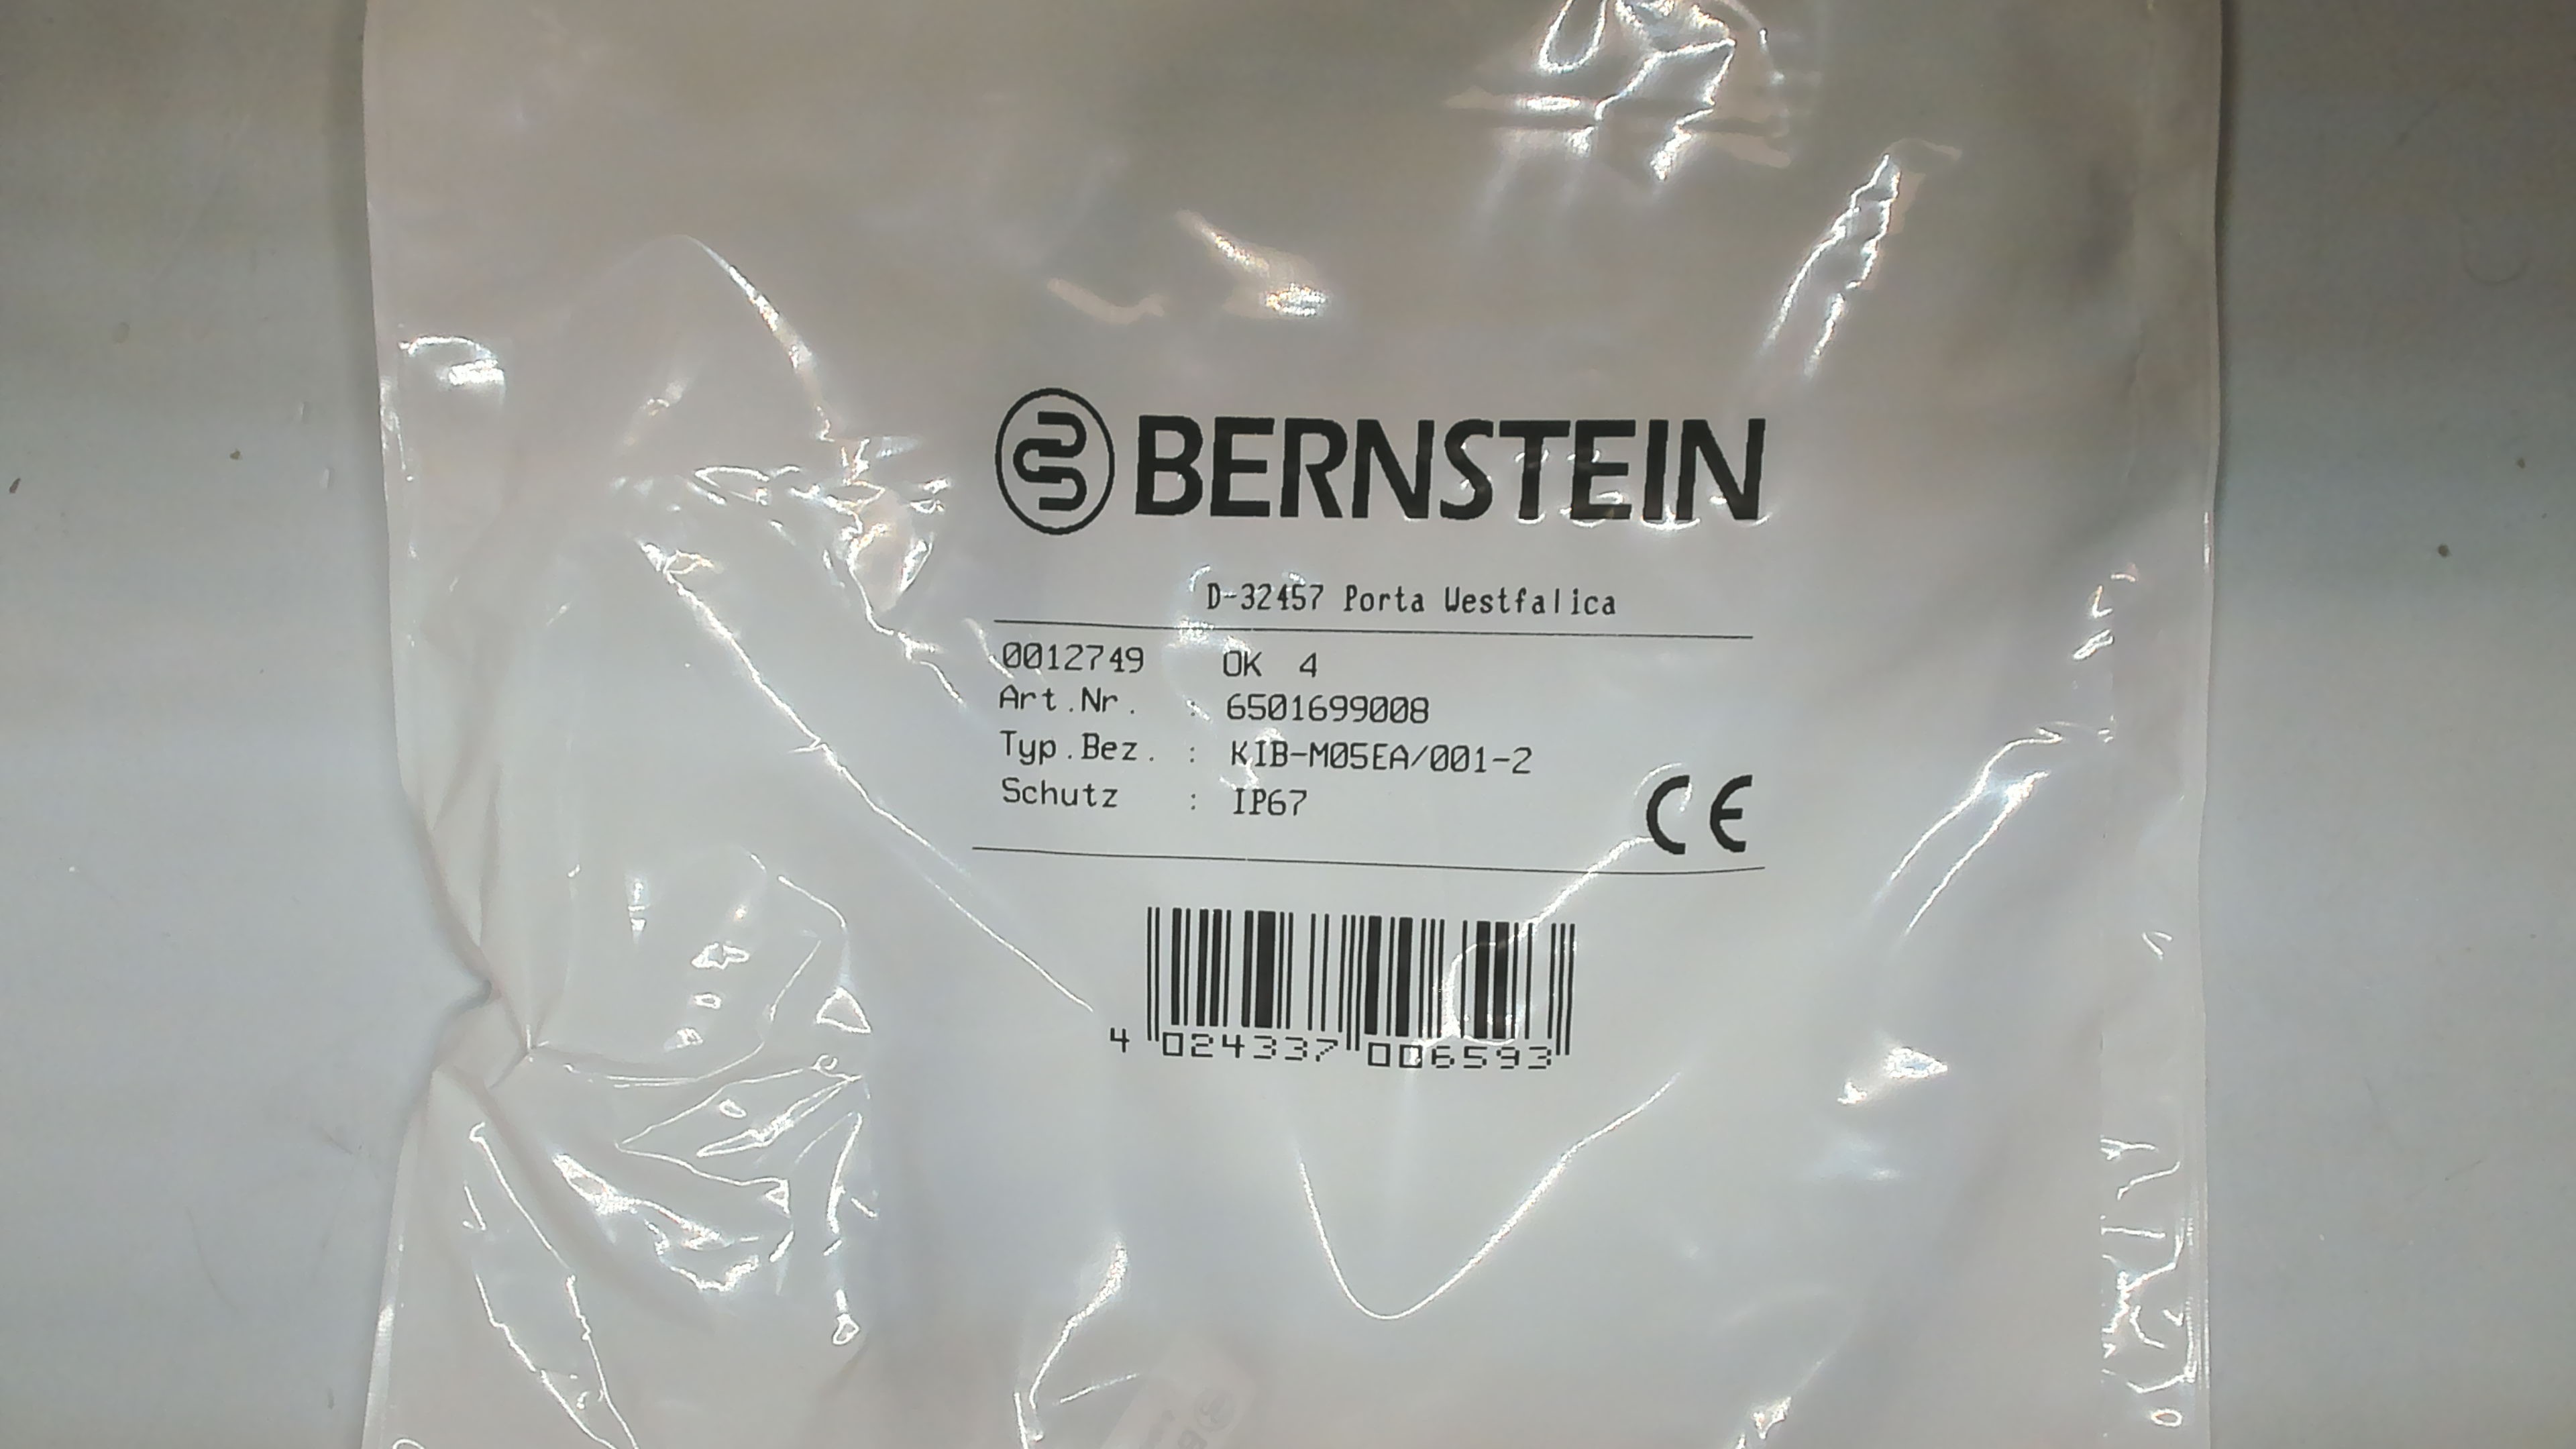 BERNSTEIN
D-32457 Porta Westfalica
0012749 OK 4
Art.Nr. : 6501699008
Typ.Bez. : KIB-M05EA/001-2
Schutz : IP67
CE
4 024337 006593